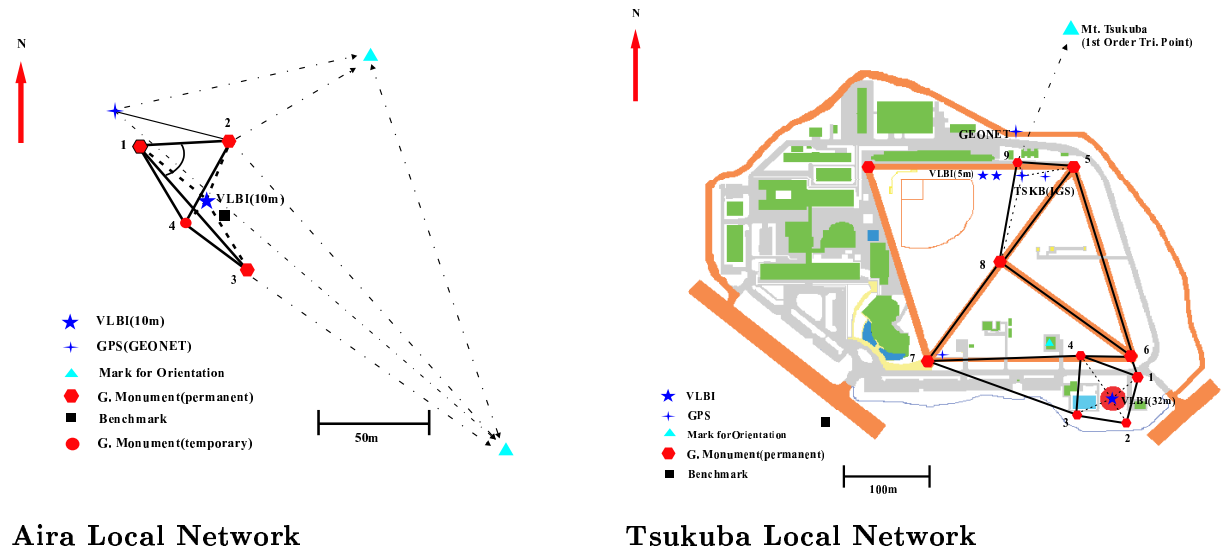 N
2
1
VLBI(10m)
4
3
VLBI(10m)
GPS(GEONET)
Mark for Orientation
G. Monument(permanent)
Benchmark
G. Monument(temporary)
50m
Aira Local Network
N
Mt. Tsukuba
(1st Order Tri. Point)
GEONET
9
5
VLBI(5m)
TSKB(IGS)
8
7
4
6
1
VLBI(32m)
3
2
VLBI
GPS
Mark forOrientation
G. Monument(permanent)
Benchmark
100m
Tsukuba Local Network